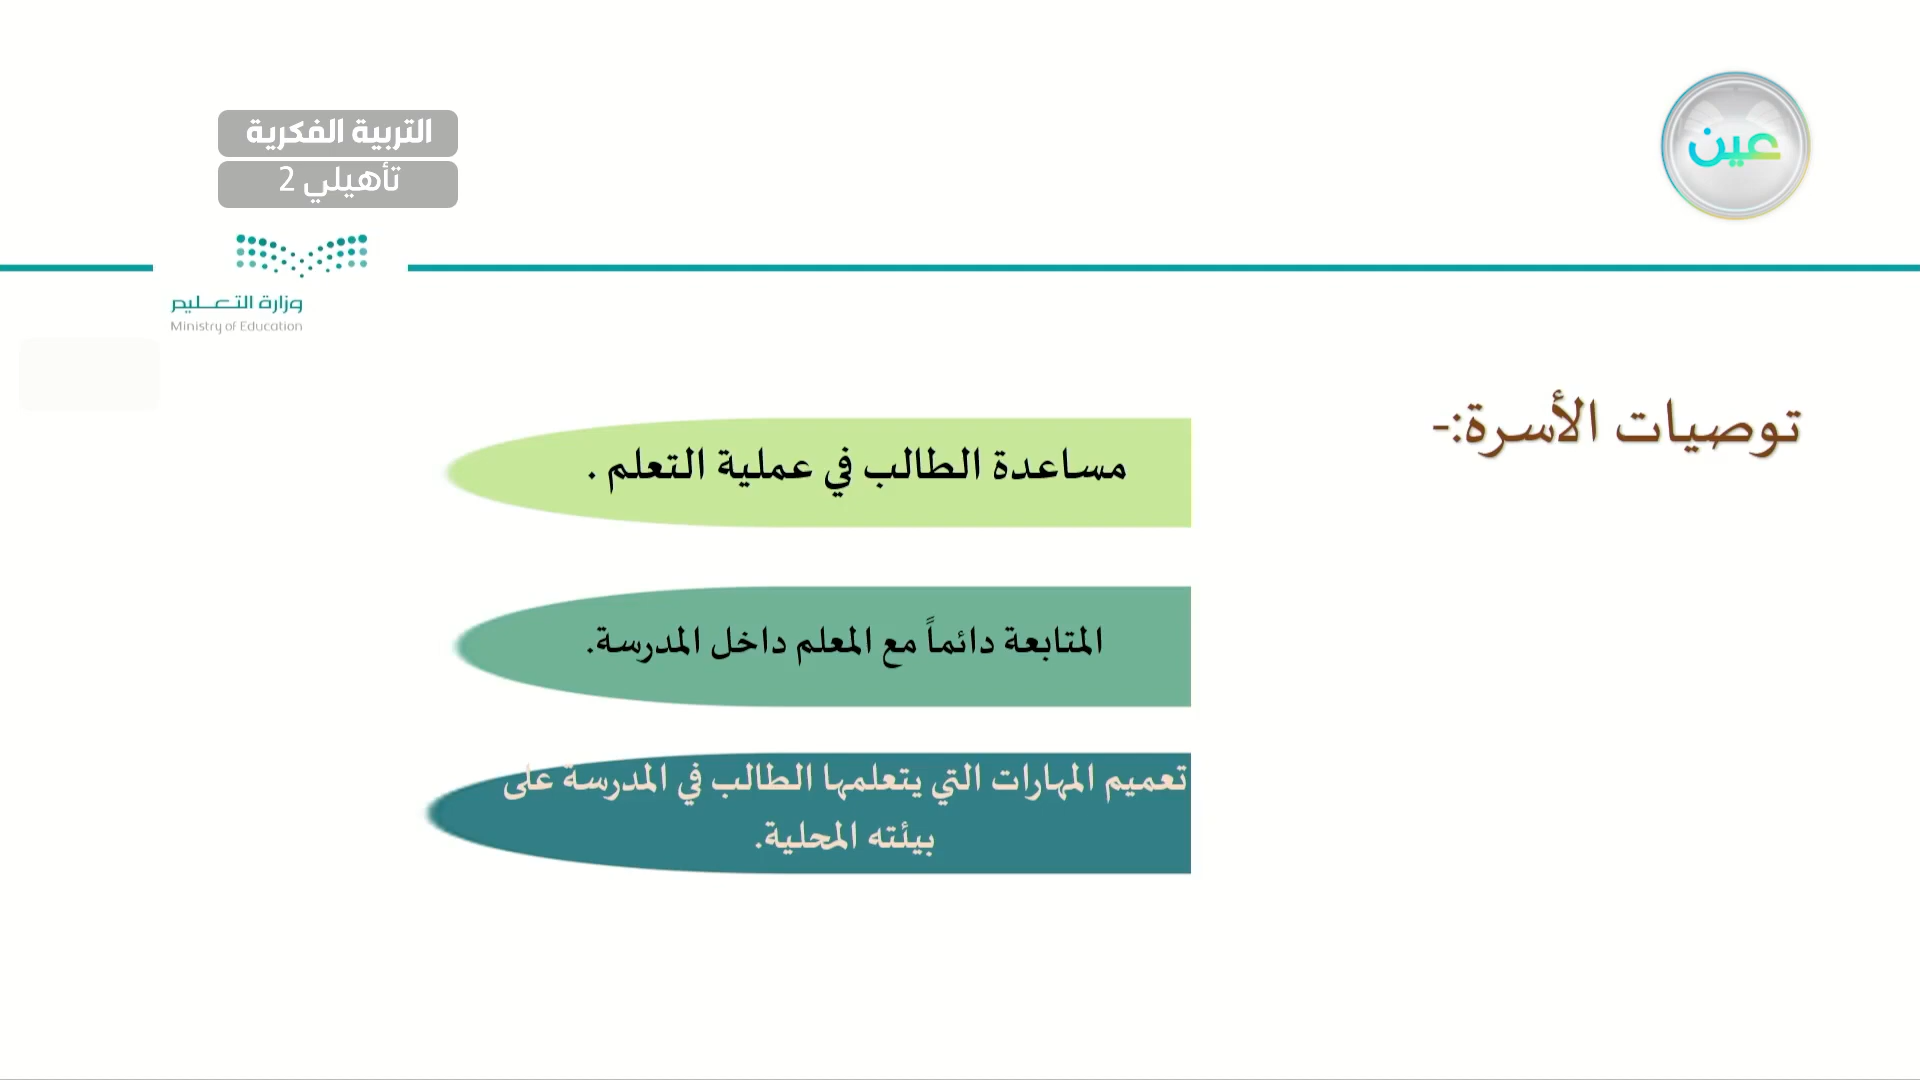 عين
التربية الفكرية
تأهيلي 2
وزارة التعليم
Ministry of Education
توصيات الأسرة:-
مساعدة الطالب في عملية التعلم .
المتابعة دائماً مع المعلم داخل المدرسة.
تعميم المهارات التي يتعلمها الطالب في المدرسة على
بيئته المحلية.